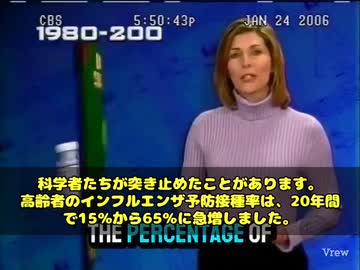 CBS 5:50:43pm JAN 24 2006
1980-200
科学者たちが突き止めたことがあります。
高齢者のインフルエンザ予防接種率は、20年間
で15%から65%に急増しました。
THE PERCENTAGE OF
Vrew